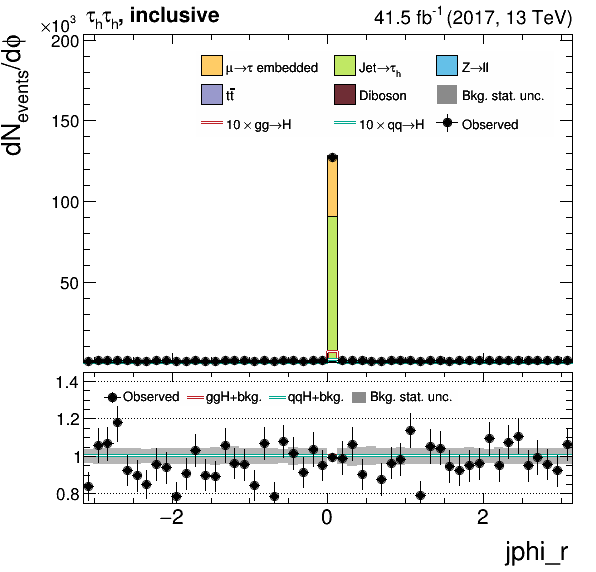 τhτh, inclusive
41.5 fb-1 (2017, 13 TeV)
×10³
dNevents/dϕ
200
150
100
50
μ→τ embedded
Jet→τh
Z→ll
tt̄
Diboson
Bkg. stat. unc.
10 × gg→H
10 × qq→H
Observed
1.4
1.2
1
0.8
Observed
ggH+bkg.
qqH+bkg.
Bkg. stat. unc.
−2
0
2
jphi_r